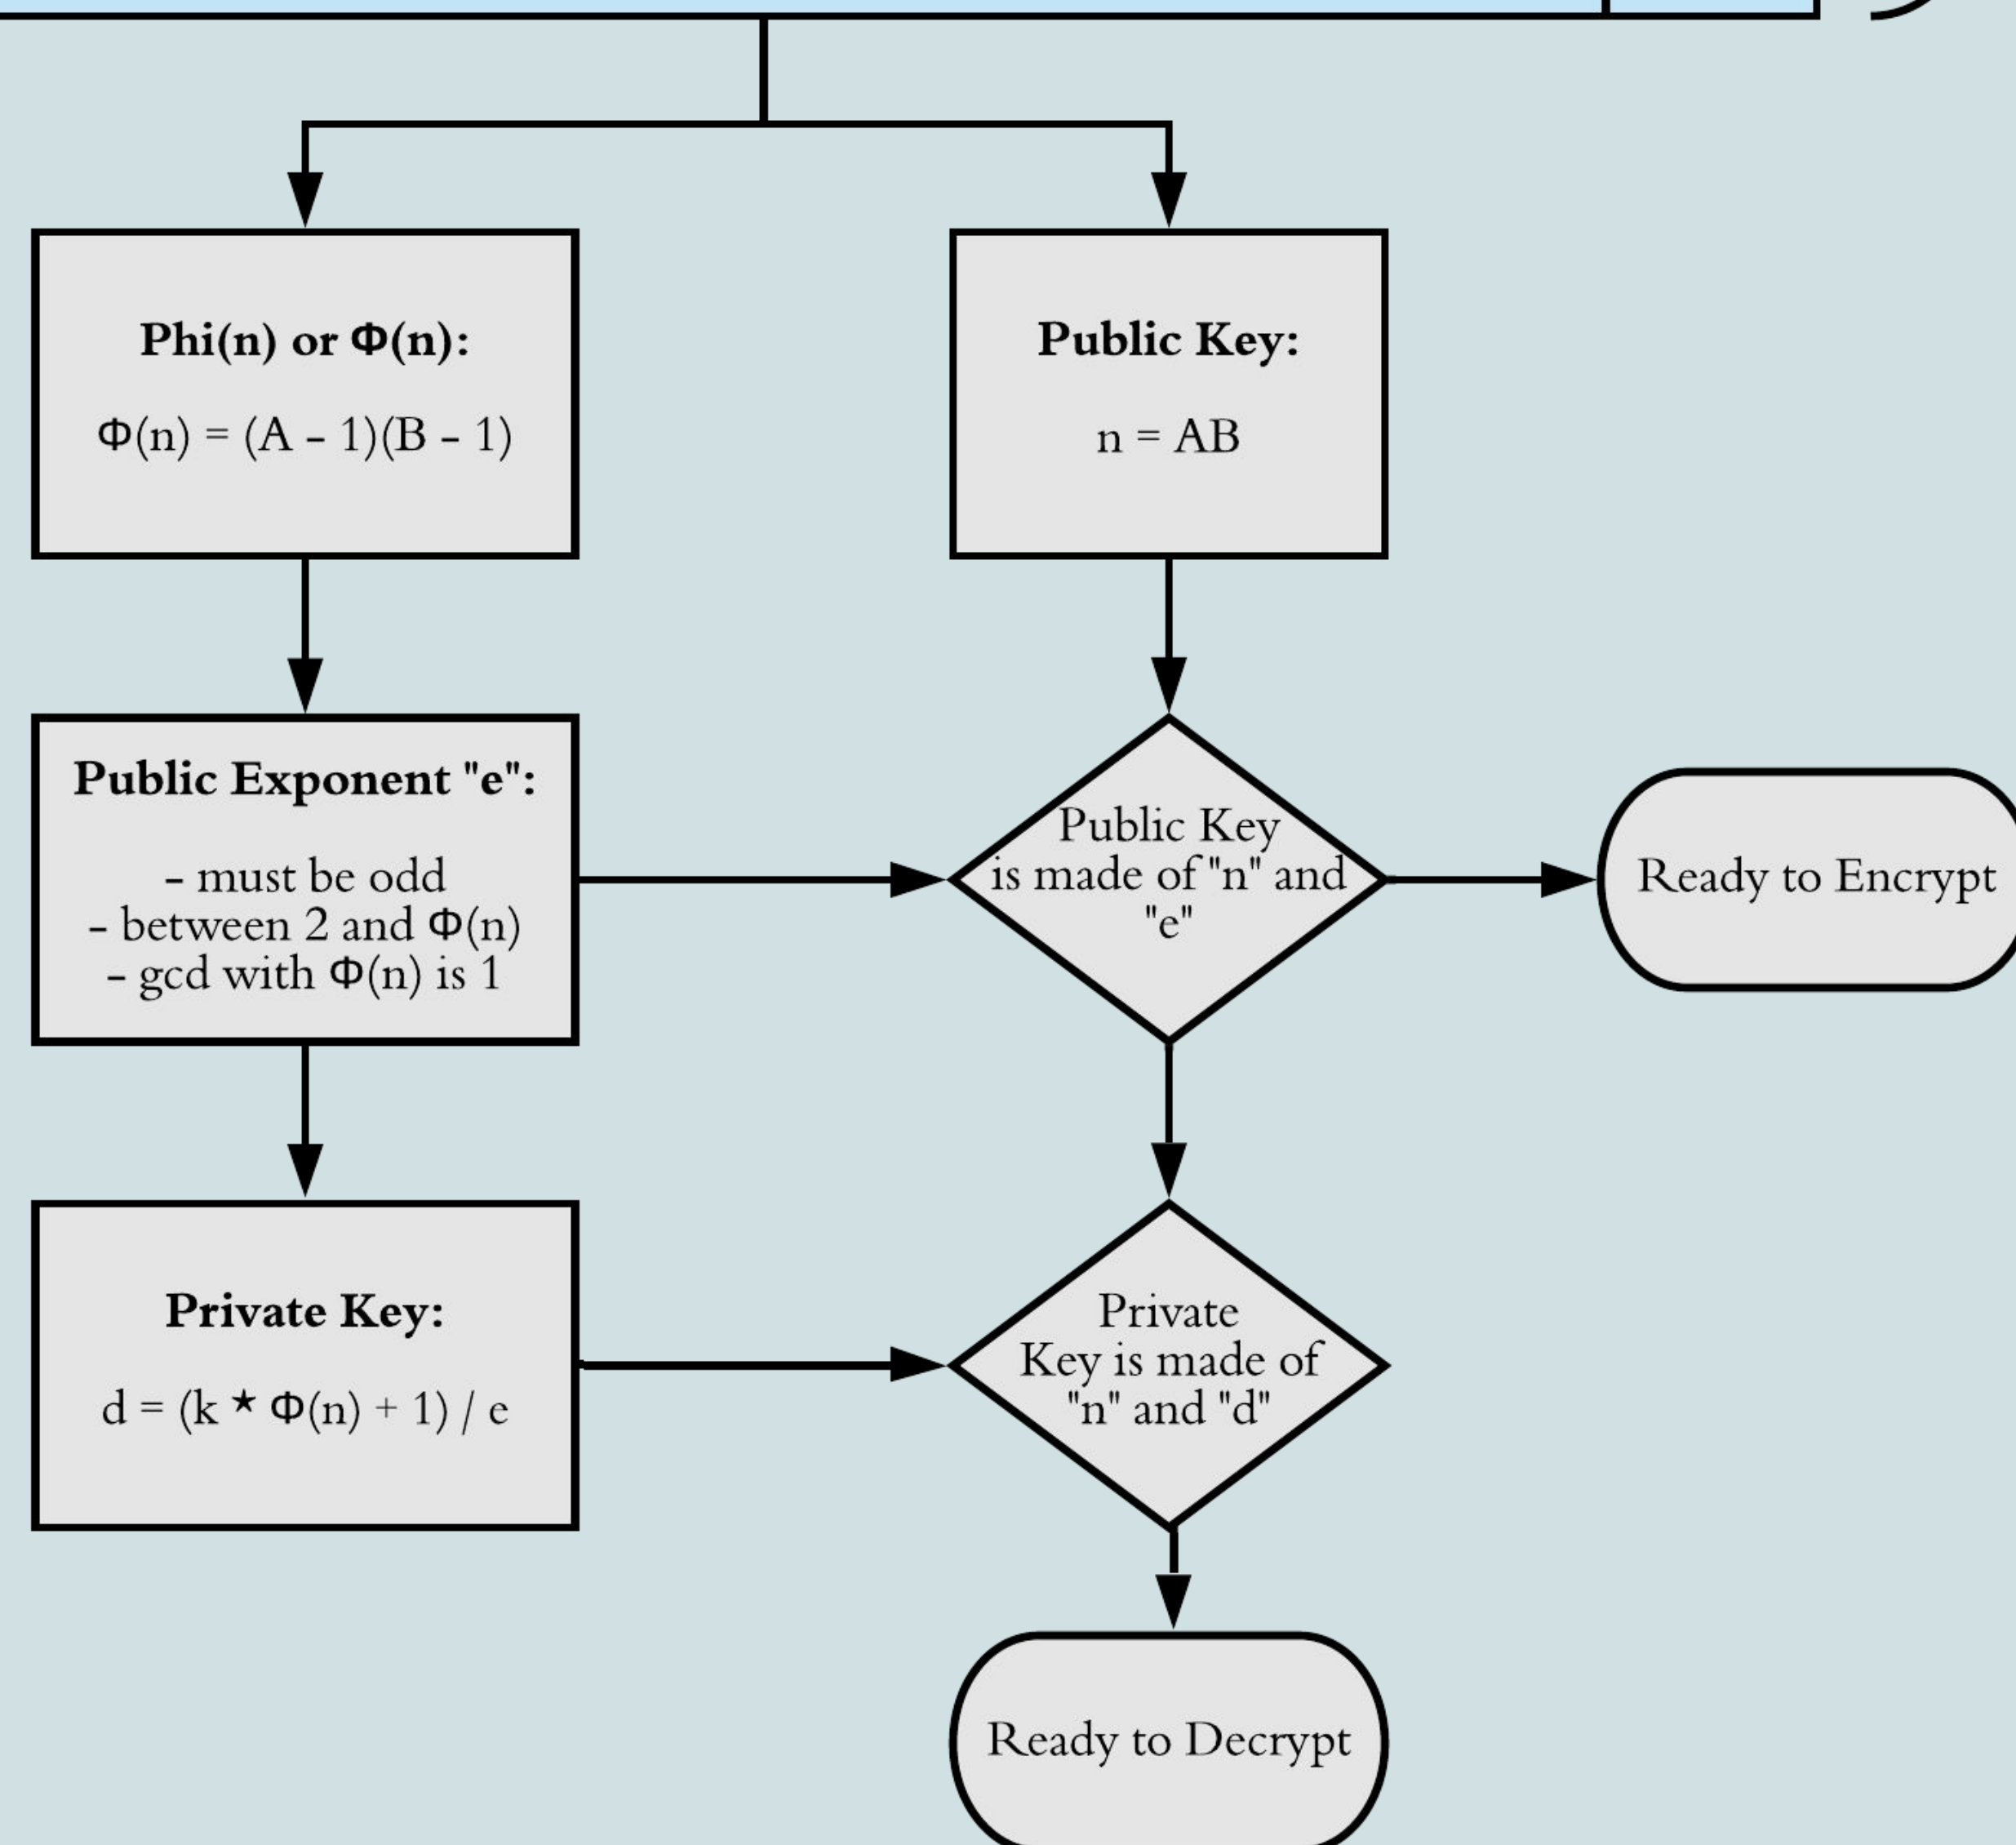 Phi(n) or Φ(n):
Φ(n) = (A - 1)(B - 1)
Public Key:
n = AB
Public Exponent "e":
- must be odd
- between 2 and Φ(n)
- gcd with Φ(n) is 1
Public Key
is made of "n" and
"e"
Ready to Encrypt
Private Key:
d = (k * Φ(n) + 1) / e
Private
Key is made of
"n" and "d"
Ready to Decrypt